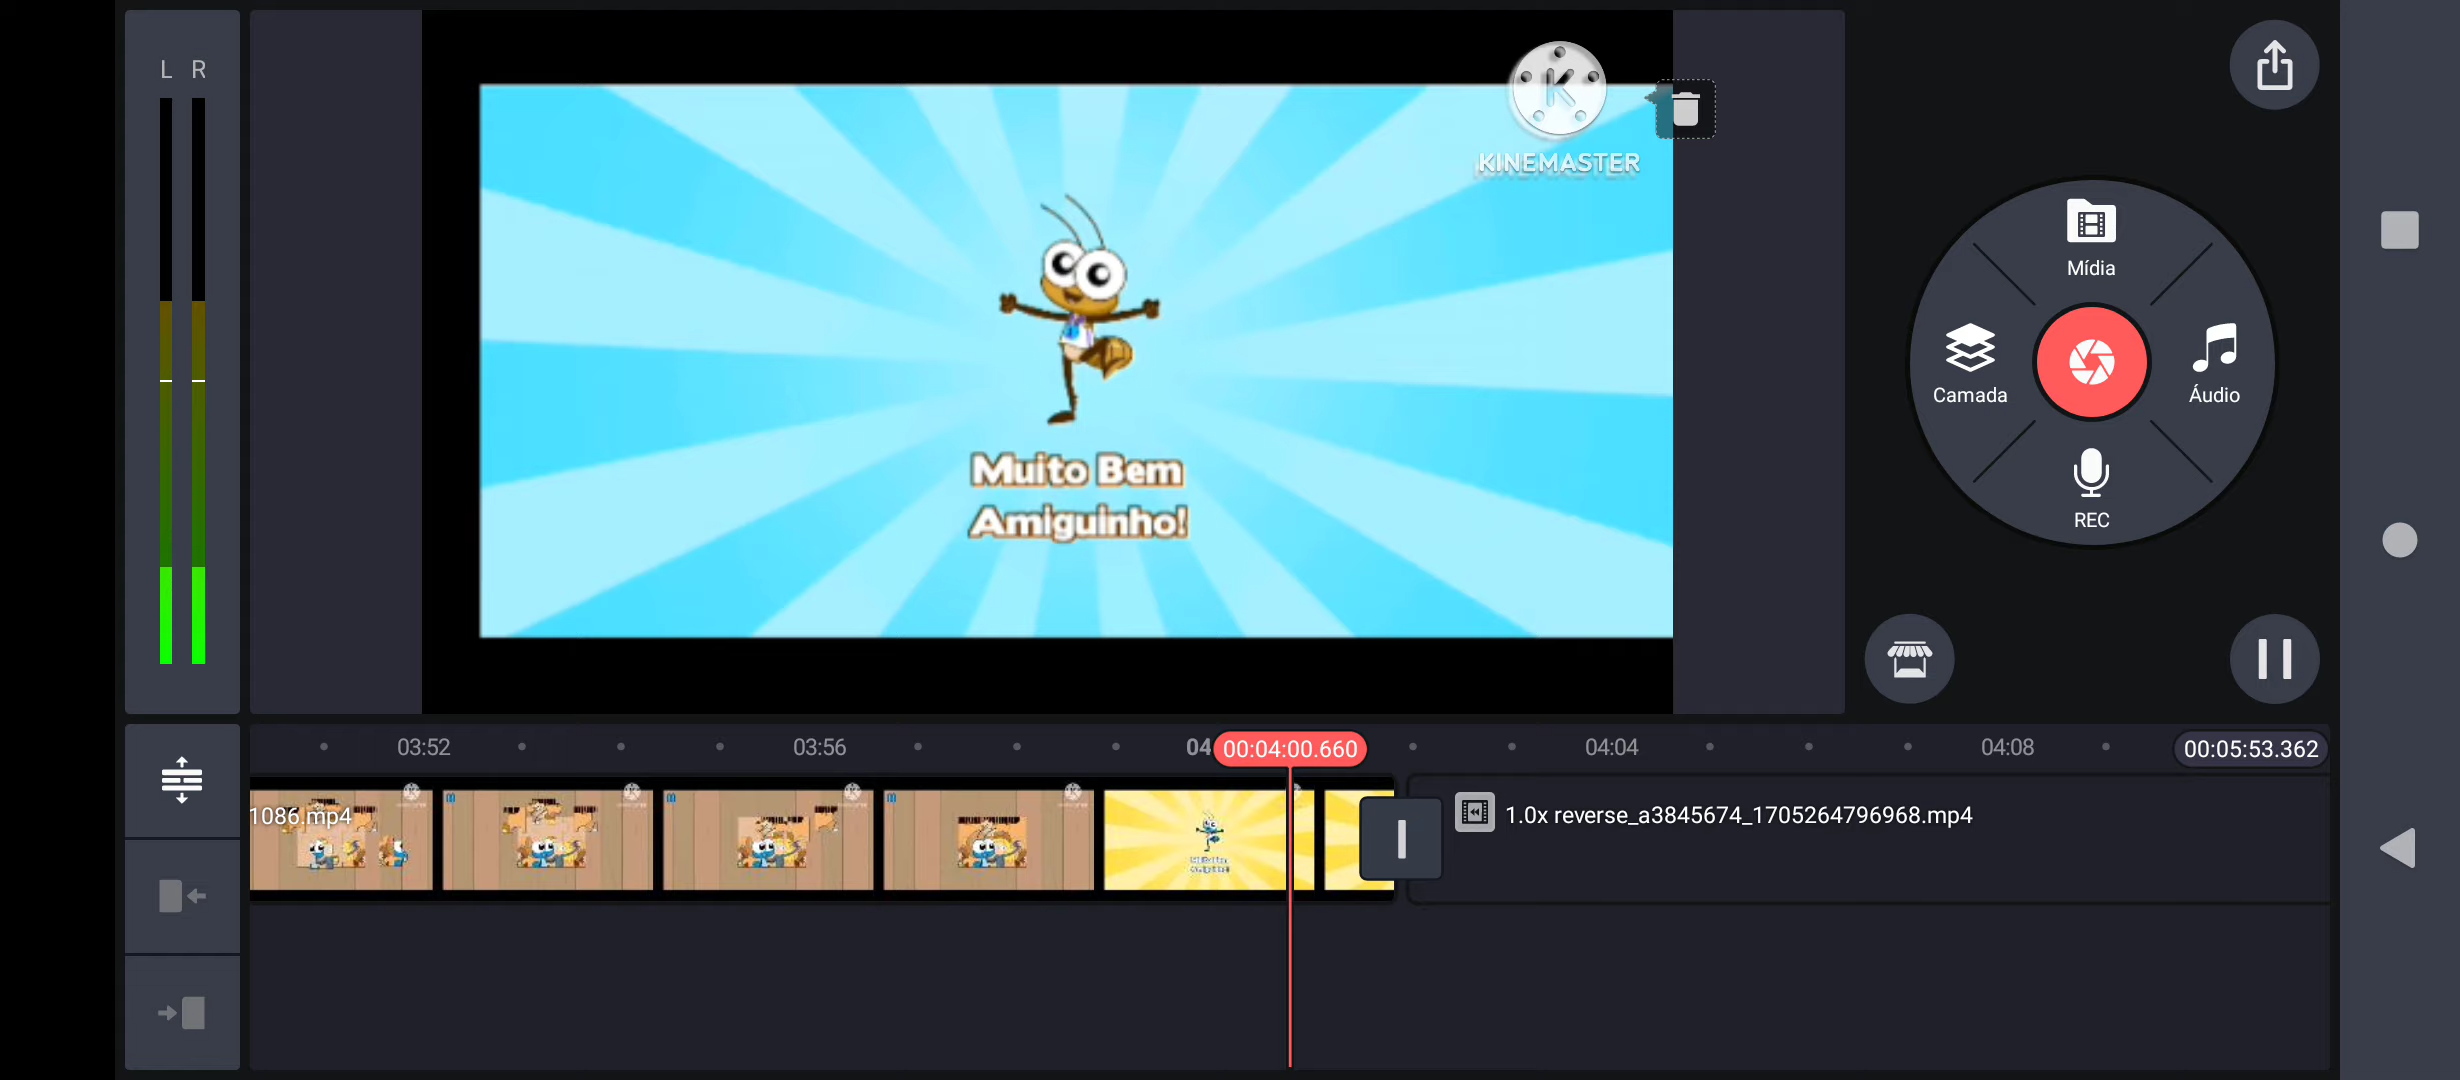 L R
KINEMASTER
Muito Bem
Amiguinho!
Mídia
Camada
Áudio
REC
03:52
03:56
04
00:04:00.660
04:04
04:08
00:05:53.362
1086.mp4
1.0x reverse_a3845674_1705264796968.mp4